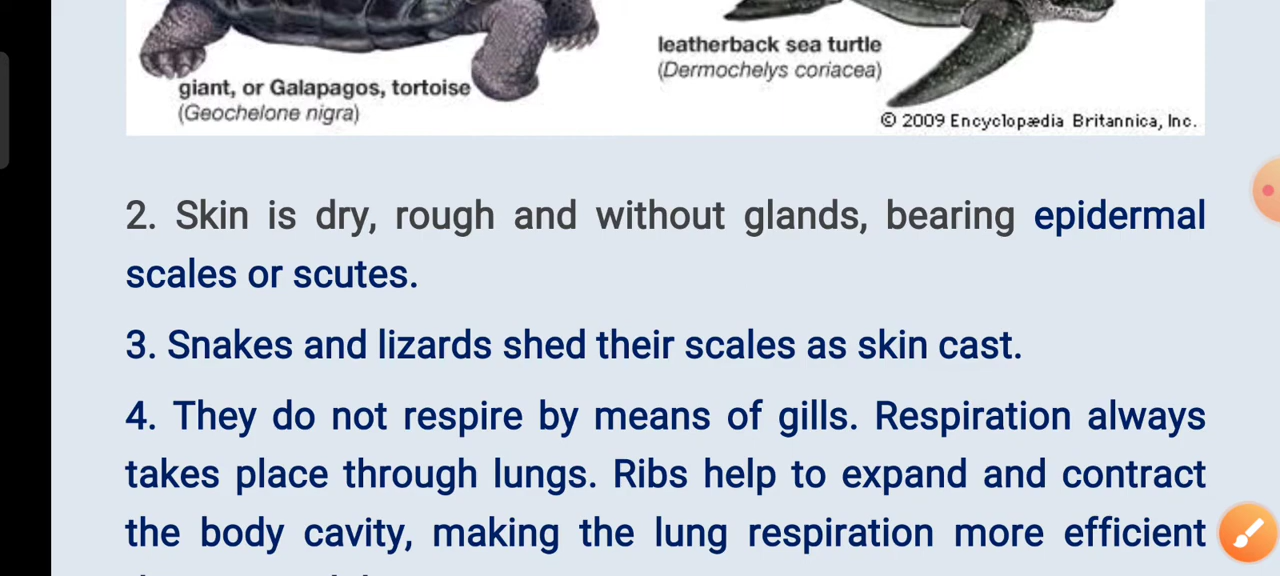 leatherback sea turtle
(Dermochelys coriacea)
giant, or Galapagos, tortoise
(Geochelone nigra)
© 2009 Encyclopædia Britannica, Inc.
2. Skin is dry, rough and without glands, bearing epidermal
scales or scutes.
3. Snakes and lizards shed their scales as skin cast.
4. They do not respire by means of gills. Respiration always
takes place through lungs. Ribs help to expand and contract
the body cavity, making the lung respiration more efficient